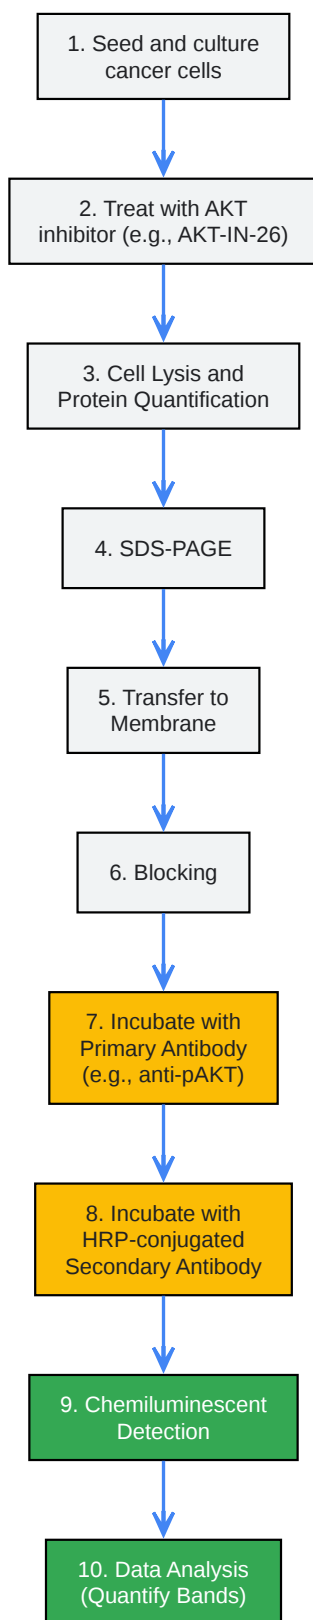 1. Seed and culture
cancer cells
2. Treat with AKT
inhibitor (e.g., AKT-IN-26)
3. Cell Lysis and
Protein Quantification
4. SDS-PAGE
5. Transfer to
Membrane
6. Blocking
7. Incubate with
Primary Antibody
(e.g., anti-pAKT)
8. Incubate with
HRP-conjugated
Secondary Antibody
9. Chemiluminescent
Detection
10. Data Analysis
(Quantify Bands)